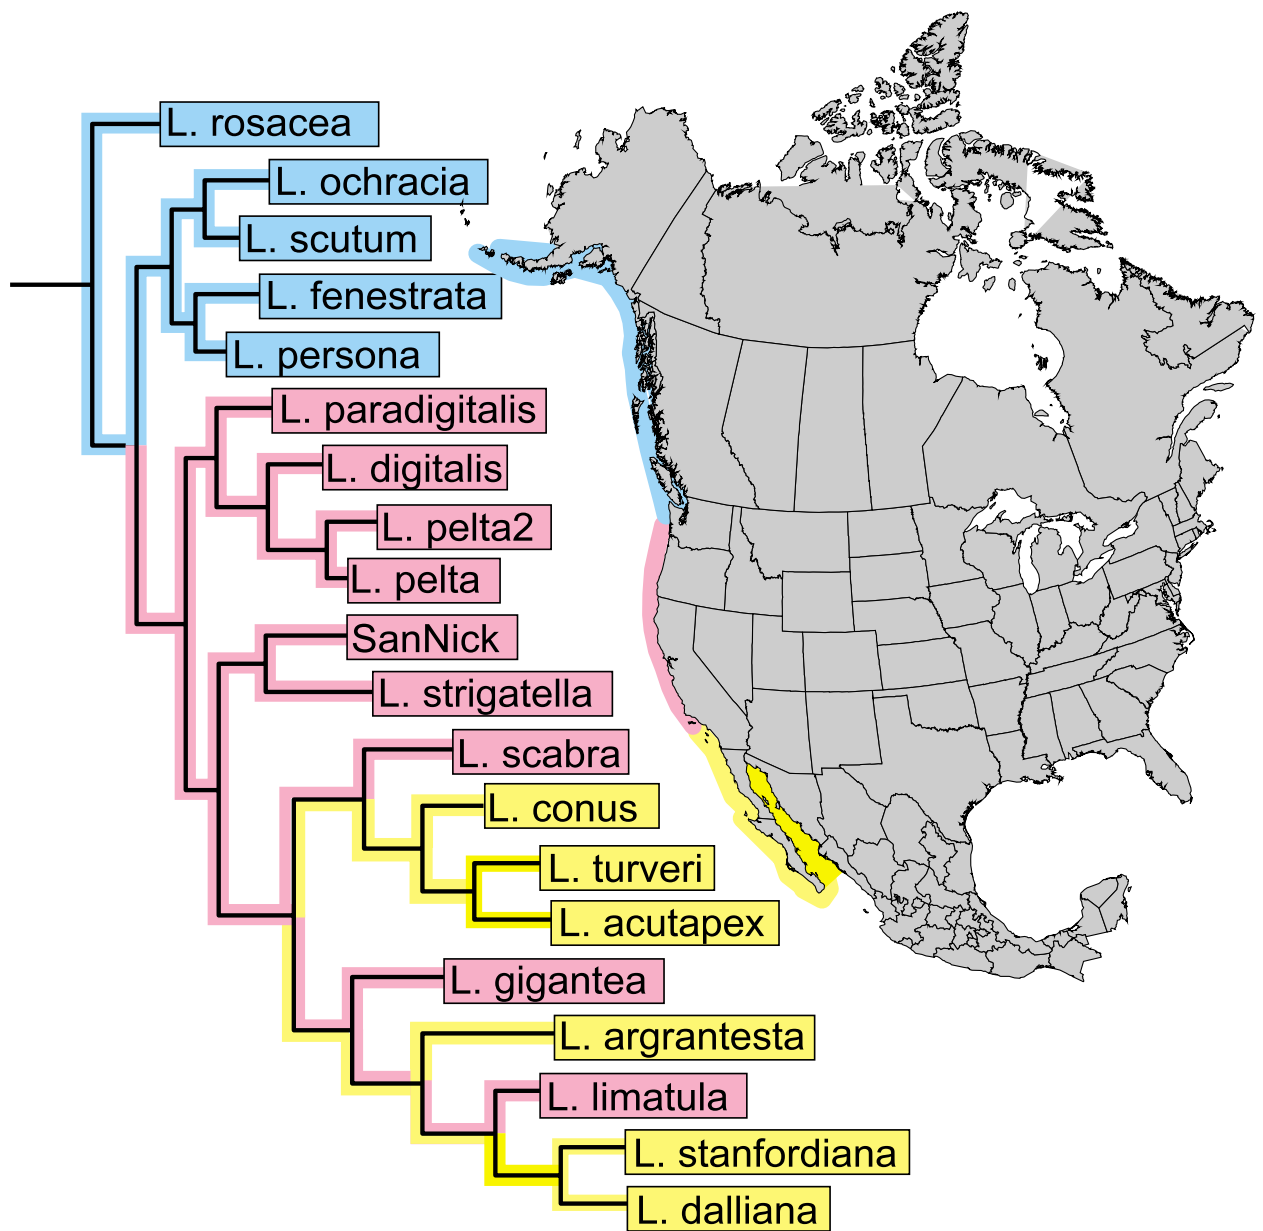 L. rosacea
L. ochracia
L. scutum
L. fenestrata
L. persona
L. paradigitalis
L. digitalis
L. pelta2
L. pelta
SanNick
L. strigatella
L. scabra
L. conus
L. turveri
L. acutapex
L. gigantea
L. argrantesta
L. limatula
L. stanfordiana
L. dalliana